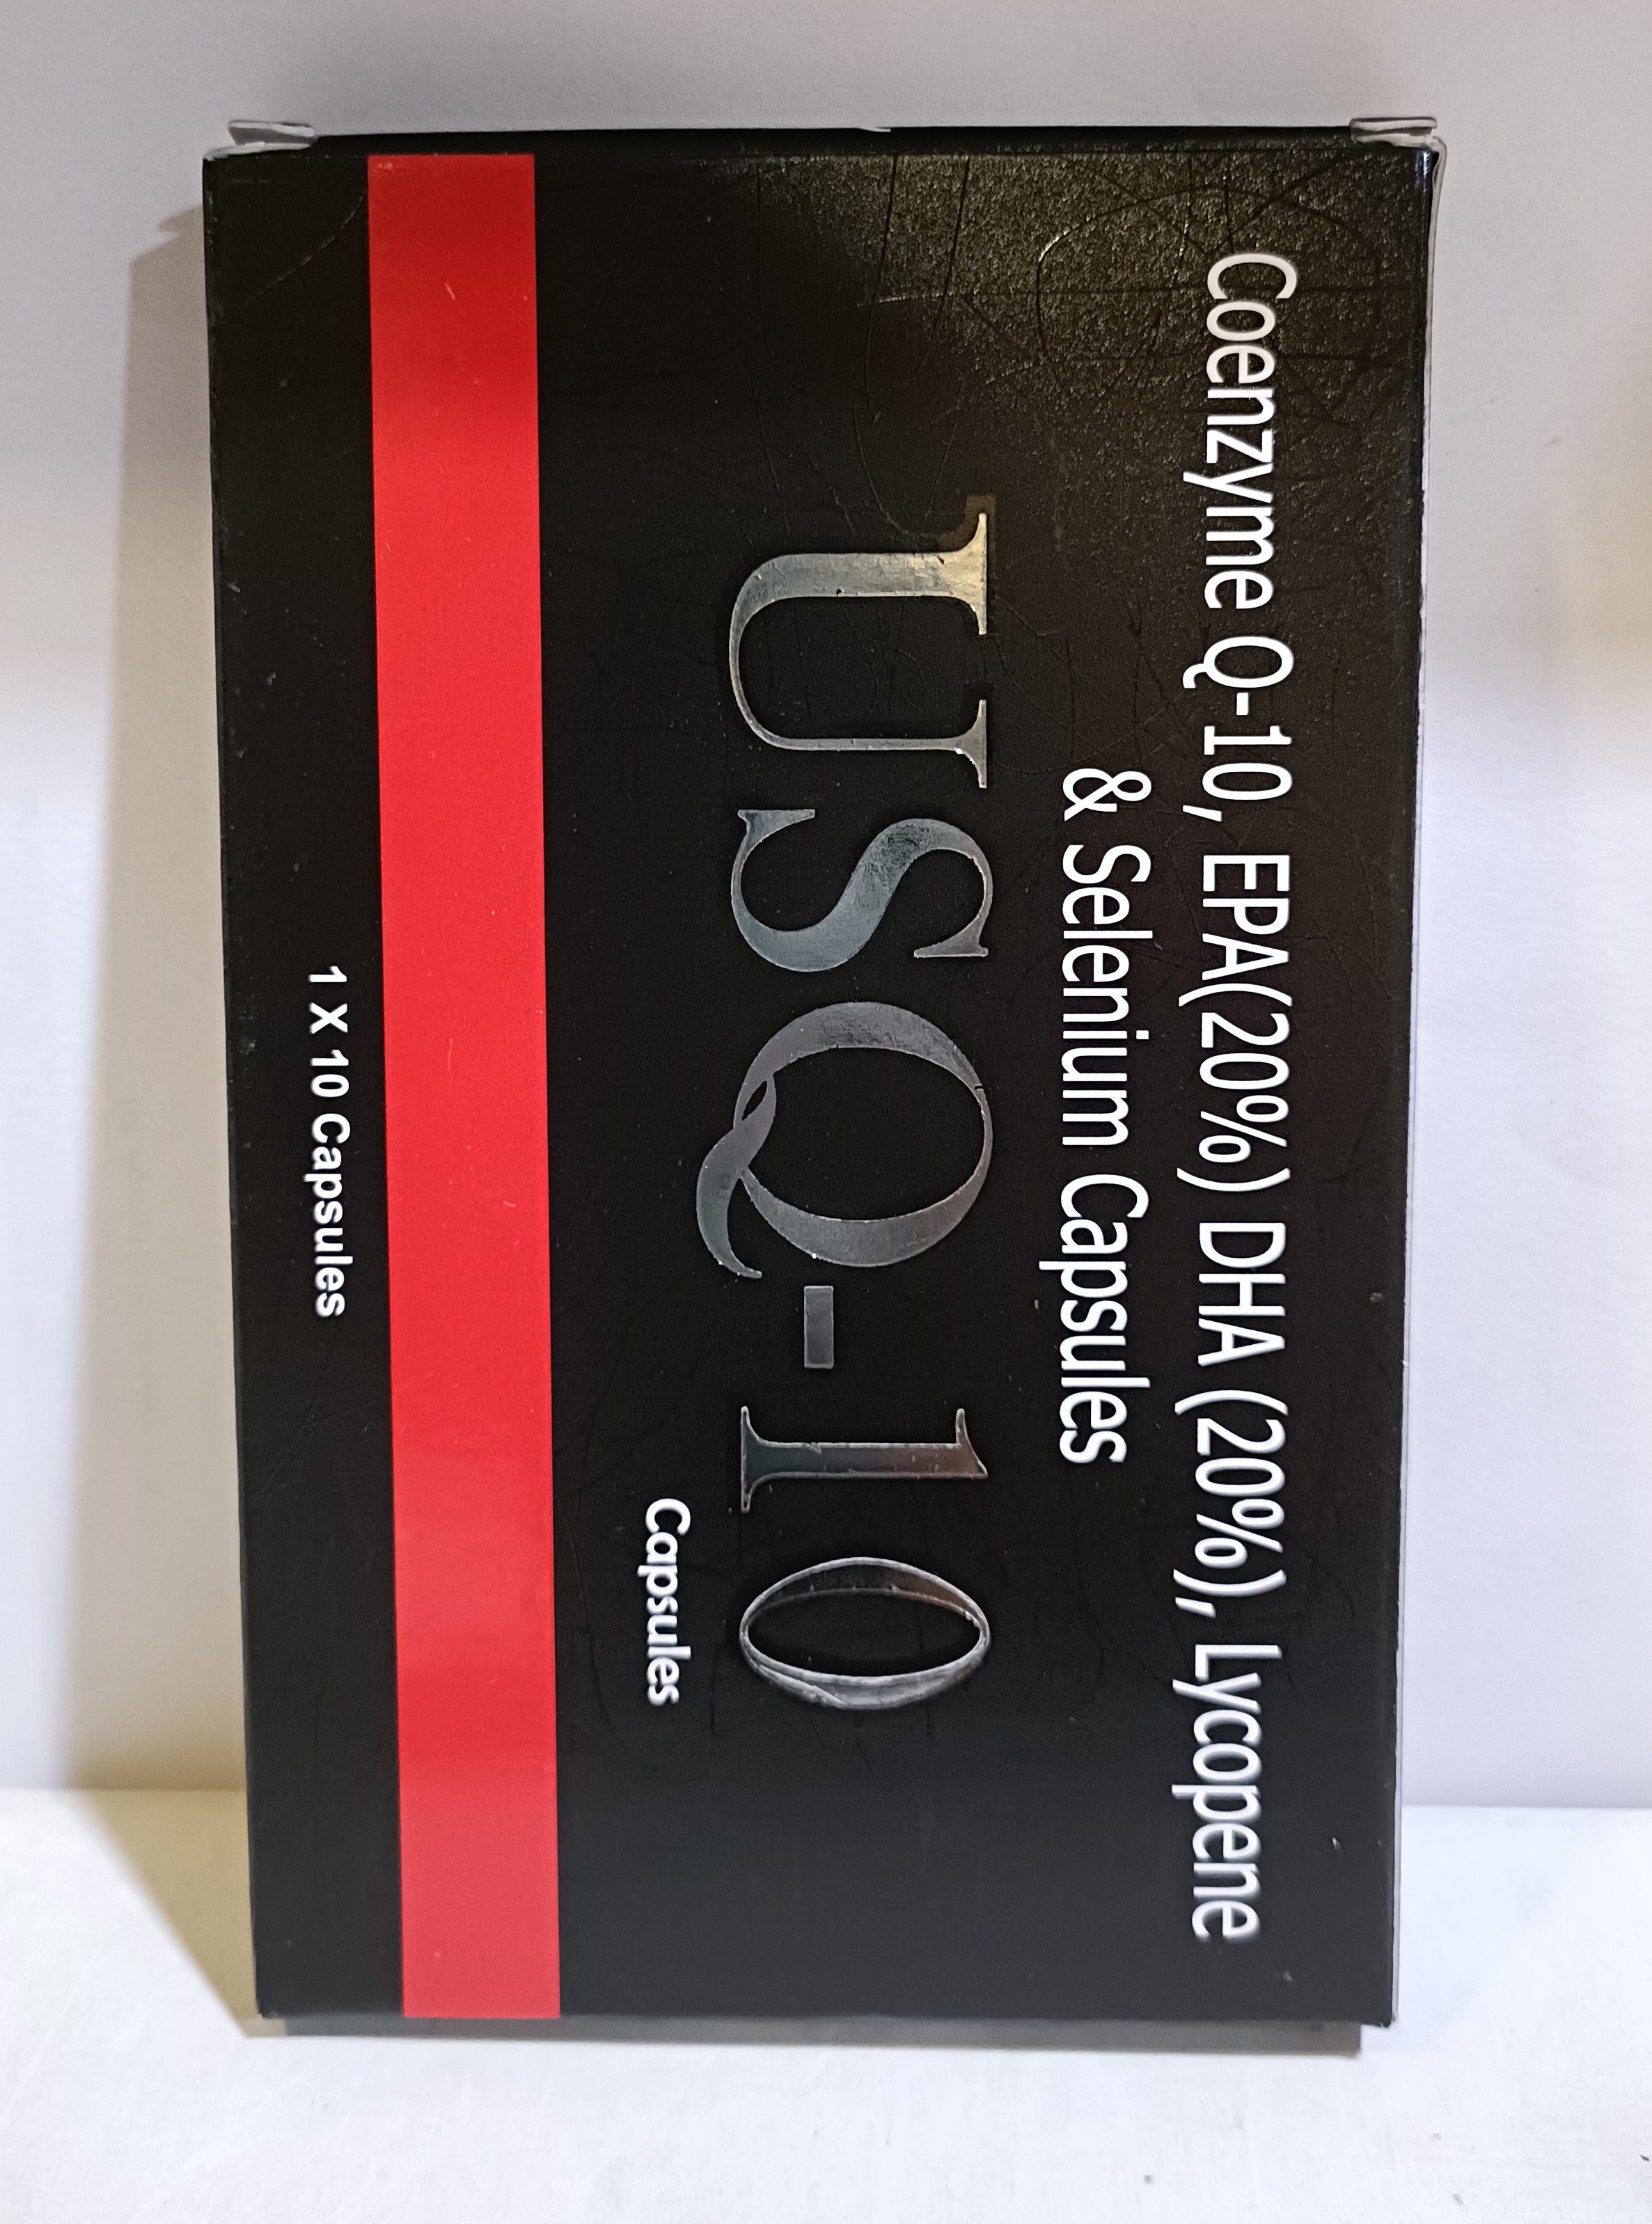 Coenzyme Q-10, EPA(20%) DHA (20%), Lycopene
& Selenium Capsules
USQ-10
Capsules
1 X 10 Capsules